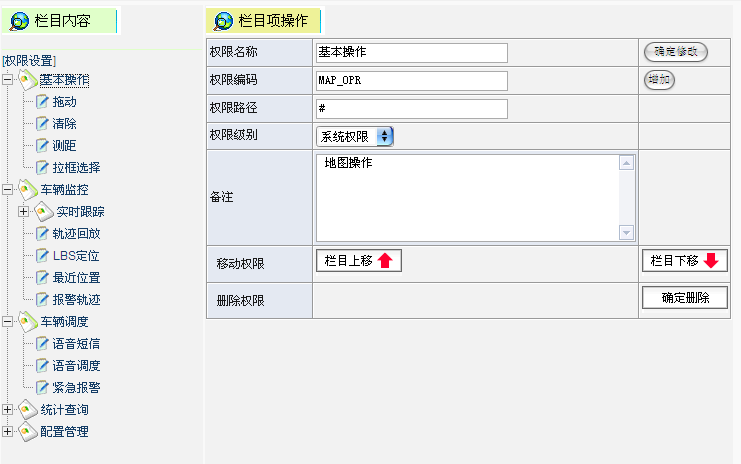 栏目内容
[权限设置]
基本操作
拖动
清除
测距
拉框选择
车辆监控
实时跟踪
轨迹回放
LBS定位
最近位置
报警轨迹
车辆调度
语音短信
语音调度
紧急报警
统计查询
配置管理
栏目项操作
权限名称 基本操作 确定修改
权限编码 MAP_OPR 增加
权限路径 #
权限级别 系统权限
备注 地图操作
移动权限 栏目上移 栏目下移
删除权限 确定删除